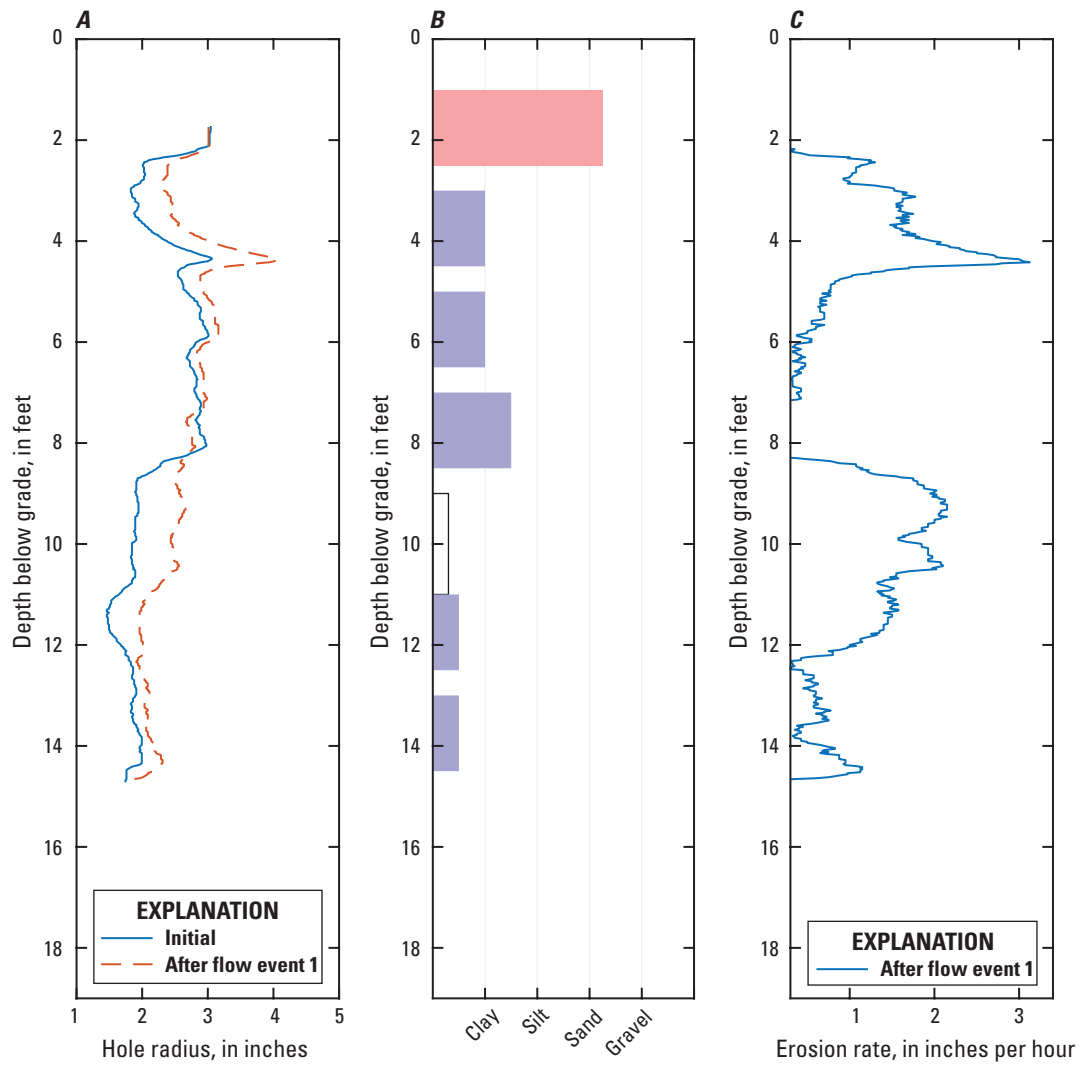 A
0
2
4
6
8
10
12
14
16
18
Depth below grade, in feet
EXPLANATION
Initial
After flow event 1
1 2 3 4 5
Hole radius, in inches
B
0
2
4
6
8
10
12
14
16
18
Depth below grade, in feet
Clay
Silt
Sand
Gravel
C
0
2
4
6
8
10
12
14
16
18
Depth below grade, in feet
EXPLANATION
After flow event 1
1 2 3
Erosion rate, in inches per hour